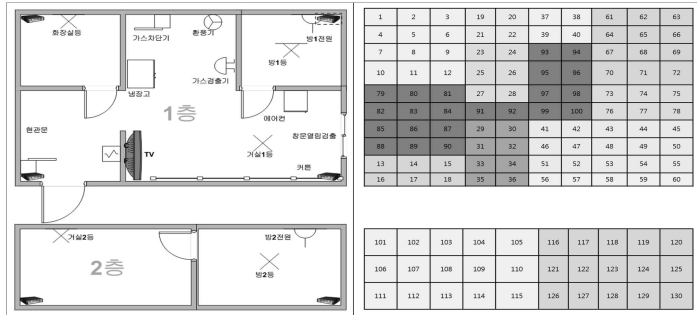 화장실등
가스차단기
환풍기
방1전원
방1등
가스검출기
냉장고
1층
에어컨
현관문
창문열림검출
TV
거실1등
커튼
거실2등
방2전원
2층
방2등
1 2 3 19 20 37 38 61 62 63
4 5 6 21 22 39 40 64 65 66
7 8 9 23 24 93 94 67 68 69
10 11 12 25 26 95 96 70 71 72
79 80 81 27 28 97 98 73 74 75
82 83 84 91 92 99 100 76 77 78
85 86 87 29 30 41 42 43 44 45
88 89 90 31 32 46 47 48 49 50
13 14 15 33 34 51 52 53 54 55
16 17 18 35 36 56 57 58 59 60
101 102 103 104 105 116 117 118 119 120
106 107 108 109 110 121 122 123 124 125
111 112 113 114 115 126 127 128 129 130